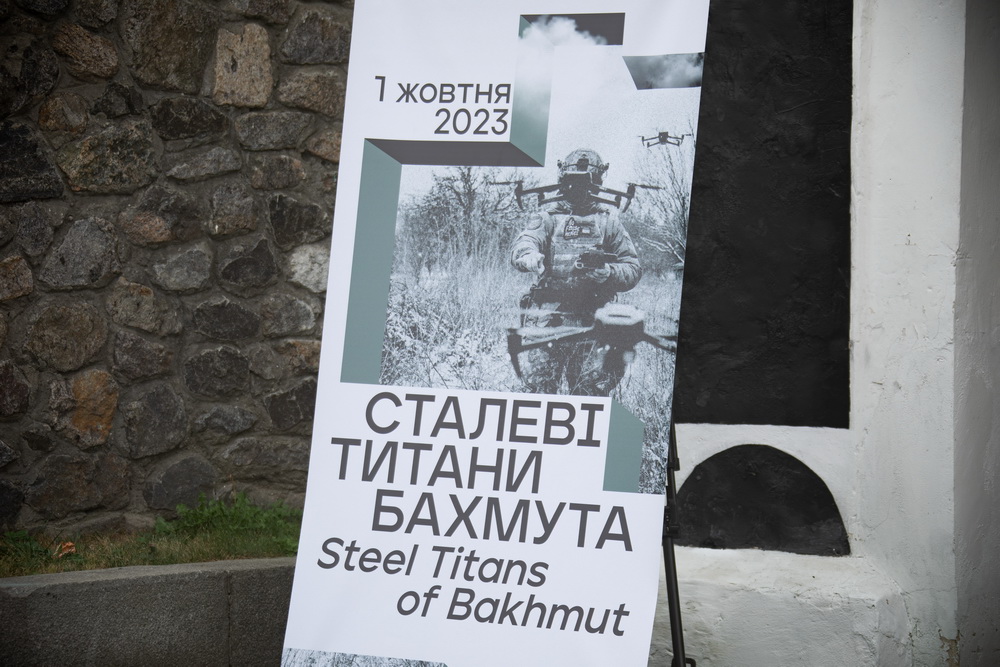 1 жовтня
2023
СТАЛЕВІ
ТИТАНИ
БАХМУТА
Steel Titans
of Bakhmut